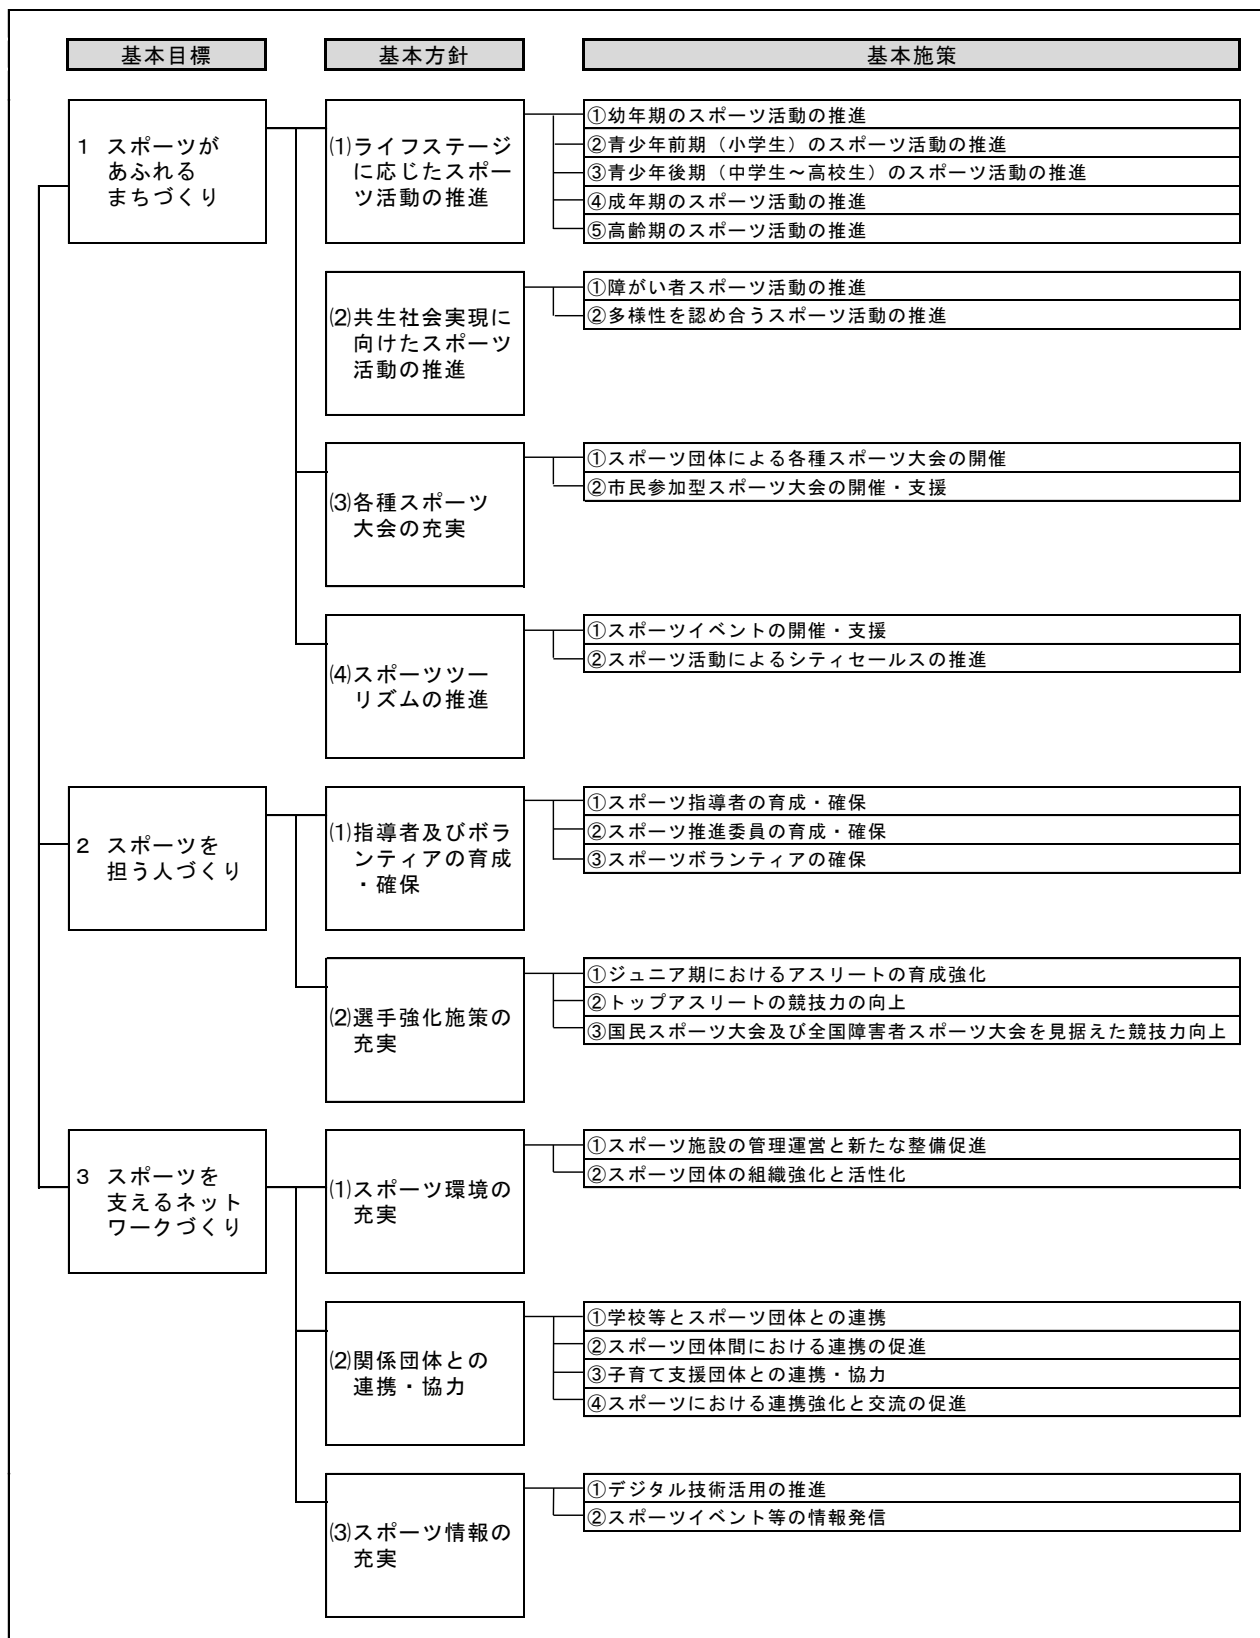 基本目標
基本方針
基本施策
1 スポーツが
あふれる
まちづくり
⑴ライフステージ
に応じたスポー
ツ活動の推進
①幼年期のスポーツ活動の推進
②青少年前期（小学生）のスポーツ活動の推進
③青少年後期（中学生～高校生）のスポーツ活動の推進
④成年期のスポーツ活動の推進
⑤高齢期のスポーツ活動の推進
⑵共生社会実現に
向けたスポーツ
活動の推進
①障がい者スポーツ活動の推進
②多様性を認め合うスポーツ活動の推進
⑶各種スポーツ
大会の充実
①スポーツ団体による各種スポーツ大会の開催
②市民参加型スポーツ大会の開催・支援
⑷スポーツツー
リズムの推進
①スポーツイベントの開催・支援
②スポーツ活動によるシティセールスの推進
2 スポーツを
担う人づくり
⑴指導者及びボラ
ンティアの育成
・確保
①スポーツ指導者の育成・確保
②スポーツ推進委員の育成・確保
③スポーツボランティアの確保
⑵選手強化施策の
充実
①ジュニア期におけるアスリートの育成強化
②トップアスリートの競技力の向上
③国民スポーツ大会及び全国障害者スポーツ大会を見据えた競技力向上
3 スポーツを
支えるネット
ワークづくり
⑴スポーツ環境の
充実
①スポーツ施設の管理運営と新たな整備促進
②スポーツ団体の組織強化と活性化
⑵関係団体との
連携・協力
①学校等とスポーツ団体との連携
②スポーツ団体間における連携の促進
③子育て支援団体との連携・協力
④スポーツにおける連携強化と交流の促進
⑶スポーツ情報の
充実
①デジタル技術活用の推進
②スポーツイベント等の情報発信